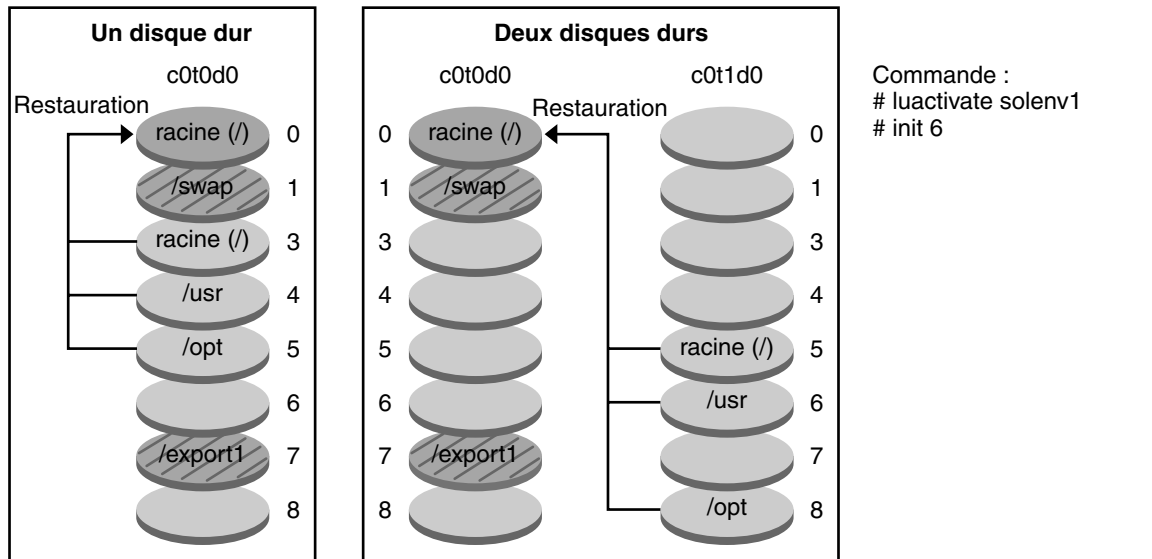 Un disque dur
c0t0d0
Restauration
racine (/) 0
/swap 1
racine (/) 3
/usr 4
/opt 5
6
/export1 7
8
Deux disques durs
c0t0d0 c0t1d0
Restauration
0 racine (/) 0
1 /swap 1
3 3
4 4
5 racine (/) 5
6 /usr 6
7 /export1 7
8 /opt 8
Commande :
# luactivate solenv1
# init 6